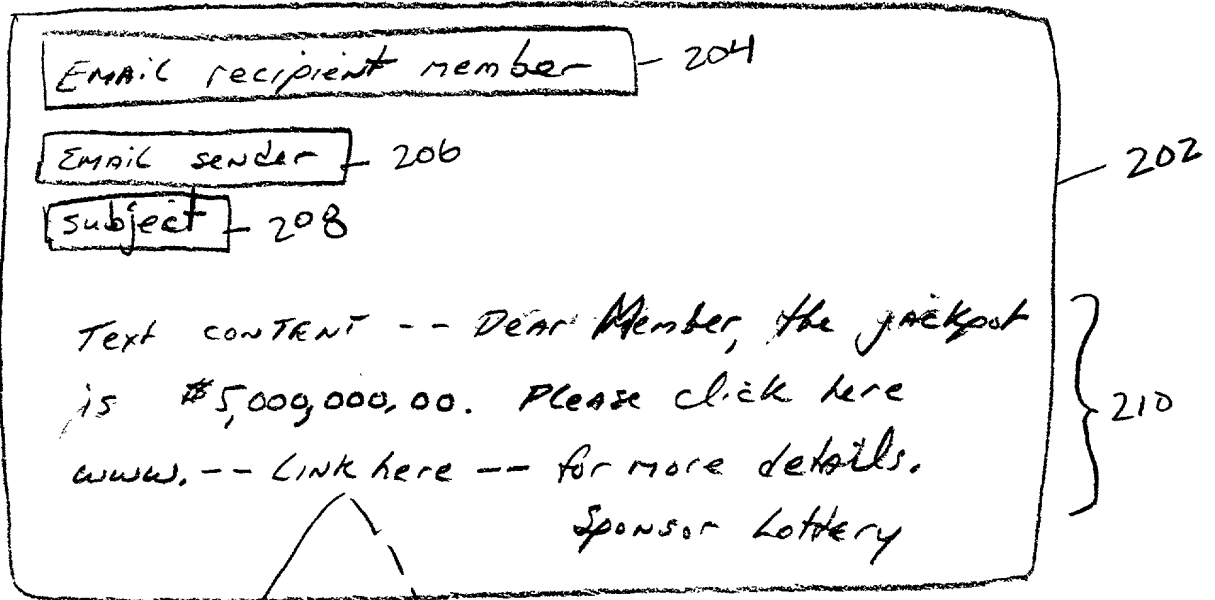 EMAIL recipient member 204
EMAIL sender 206
202
subject 208
Text CONTENT -- Dear Member, the jackpot
is $5,000,000.00. Please click here
210
www. -- LINK here -- for more details.
Sponsor Lottery